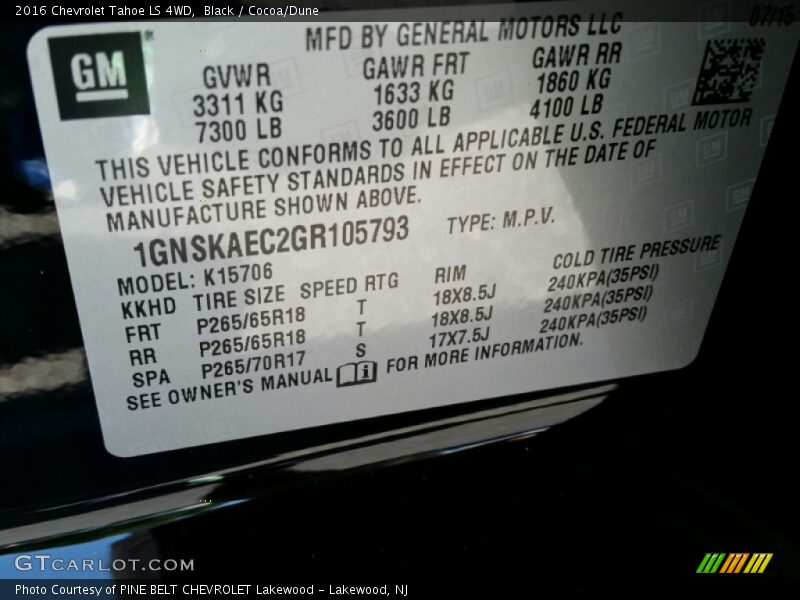 2016 Chevrolet Tahoe LS 4WD, Black / Cocoa/Dune
07/15
MFD BY GENERAL MOTORS LLC
GM
GVWR GAWR FRT GAWR RR
3311 KG 1633 KG 1860 KG
7300 LB 3600 LB 4100 LB
THIS VEHICLE CONFORMS TO ALL APPLICABLE U.S. FEDERAL MOTOR
VEHICLE SAFETY STANDARDS IN EFFECT ON THE DATE OF
MANUFACTURE SHOWN ABOVE.
1GNSKAEC2GR105793 TYPE: M.P.V.
MODEL: K15706
KKHD TIRE SIZE SPEED RTG RIM COLD TIRE PRESSURE
FRT P265/65R18 T 18X8.5J 240KPA(35PSI)
RR P265/65R18 T 18X8.5J 240KPA(35PSI)
SPA P265/70R17 S 17X7.5J 240KPA(35PSI)
SEE OWNER'S MANUAL i FOR MORE INFORMATION.
GTCARLOT.COM
Photo Courtesy of PINE BELT CHEVROLET Lakewood - Lakewood, NJ